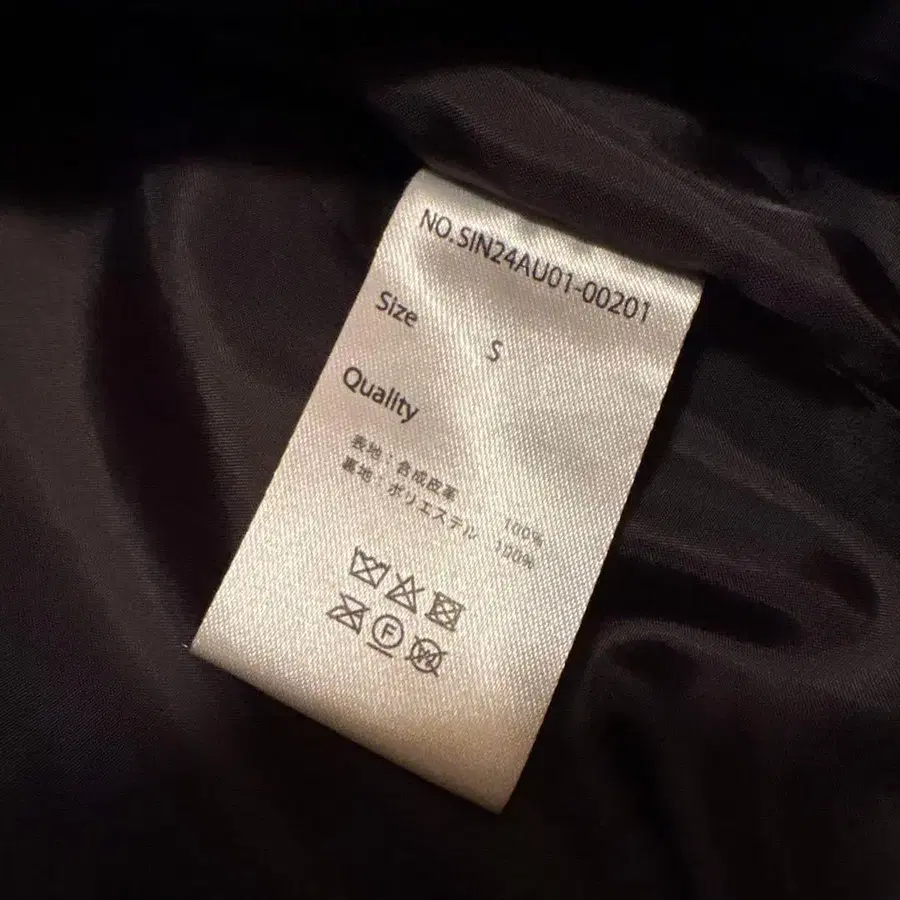 NO.SIN24AU01-00201
Size S
Quality
表地：合成皮革 100%
裏地：ポリエステル 100%
F
W